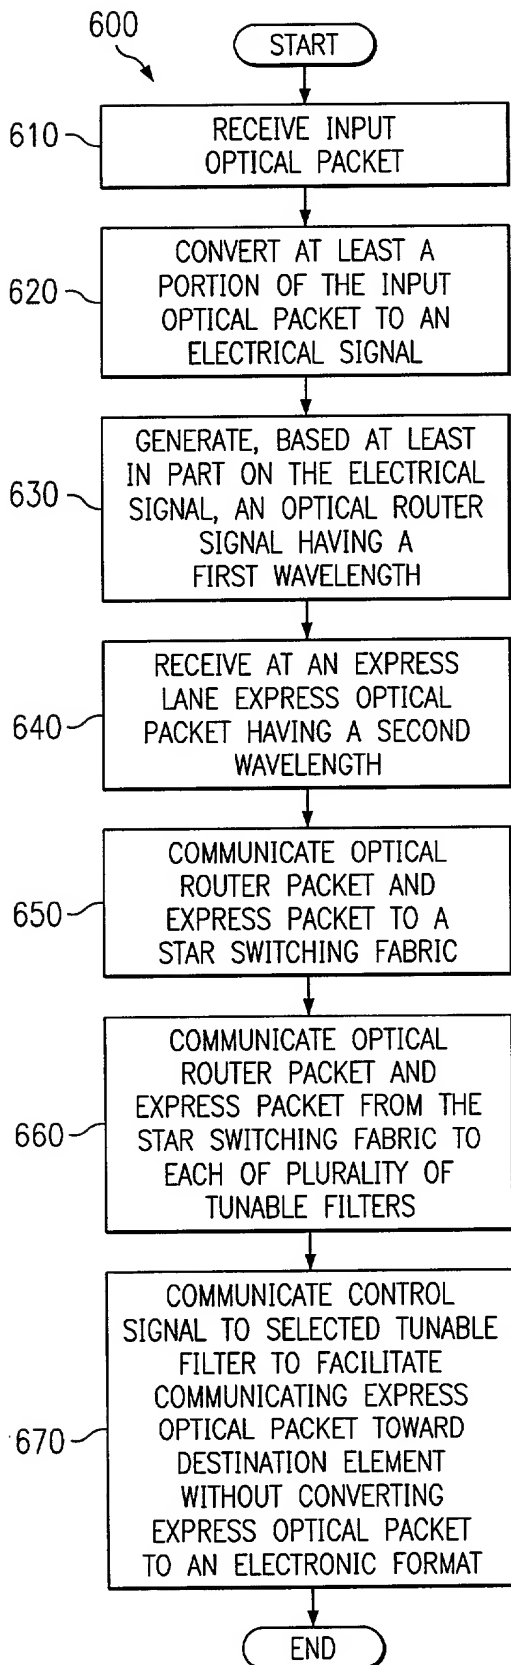 600
START
610
RECEIVE INPUT
OPTICAL PACKET
620
CONVERT AT LEAST A
PORTION OF THE INPUT
OPTICAL PACKET TO AN
ELECTRICAL SIGNAL
630
GENERATE, BASED AT LEAST
IN PART ON THE ELECTRICAL
SIGNAL, AN OPTICAL ROUTER
SIGNAL HAVING A
FIRST WAVELENGTH
640
RECEIVE AT AN EXPRESS
LANE EXPRESS OPTICAL
PACKET HAVING A SECOND
WAVELENGTH
650
COMMUNICATE OPTICAL
ROUTER PACKET AND
EXPRESS PACKET TO A
STAR SWITCHING FABRIC
660
COMMUNICATE OPTICAL
ROUTER PACKET AND
EXPRESS PACKET FROM THE
STAR SWITCHING FABRIC TO
EACH OF PLURALITY OF
TUNABLE FILTERS
670
COMMUNICATE CONTROL
SIGNAL TO SELECTED TUNABLE
FILTER TO FACILITATE
COMMUNICATING EXPRESS
OPTICAL PACKET TOWARD
DESTINATION ELEMENT
WITHOUT CONVERTING
EXPRESS OPTICAL PACKET
TO AN ELECTRONIC FORMAT
END